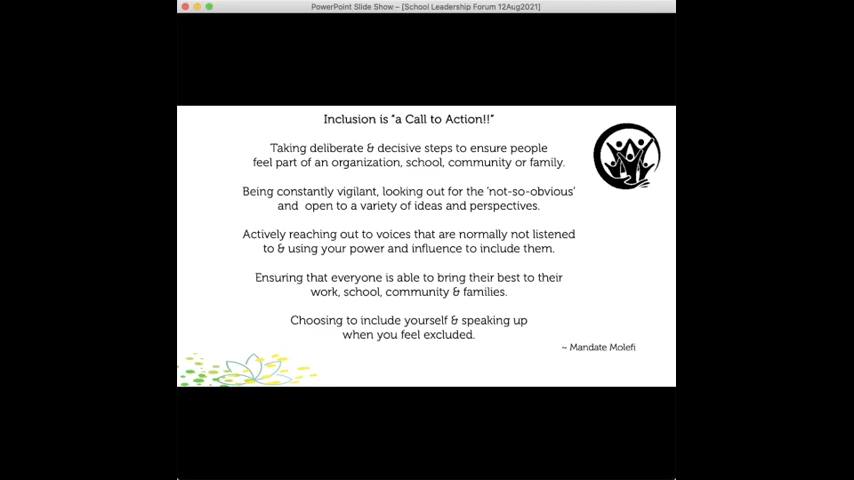 PowerPoint Slide Show – [School Leadership Forum 12Aug2021]
Inclusion is "a Call to Action!!"
Taking deliberate & decisive steps to ensure people
feel part of an organization, school, community or family.
Being constantly vigilant, looking out for the 'not-so-obvious'
and open to a variety of ideas and perspectives.
Actively reaching out to voices that are normally not listened
to & using your power and influence to include them.
Ensuring that everyone is able to bring their best to their
work, school, community & families.
Choosing to include yourself & speaking up
when you feel excluded.
~ Mandate Molefi